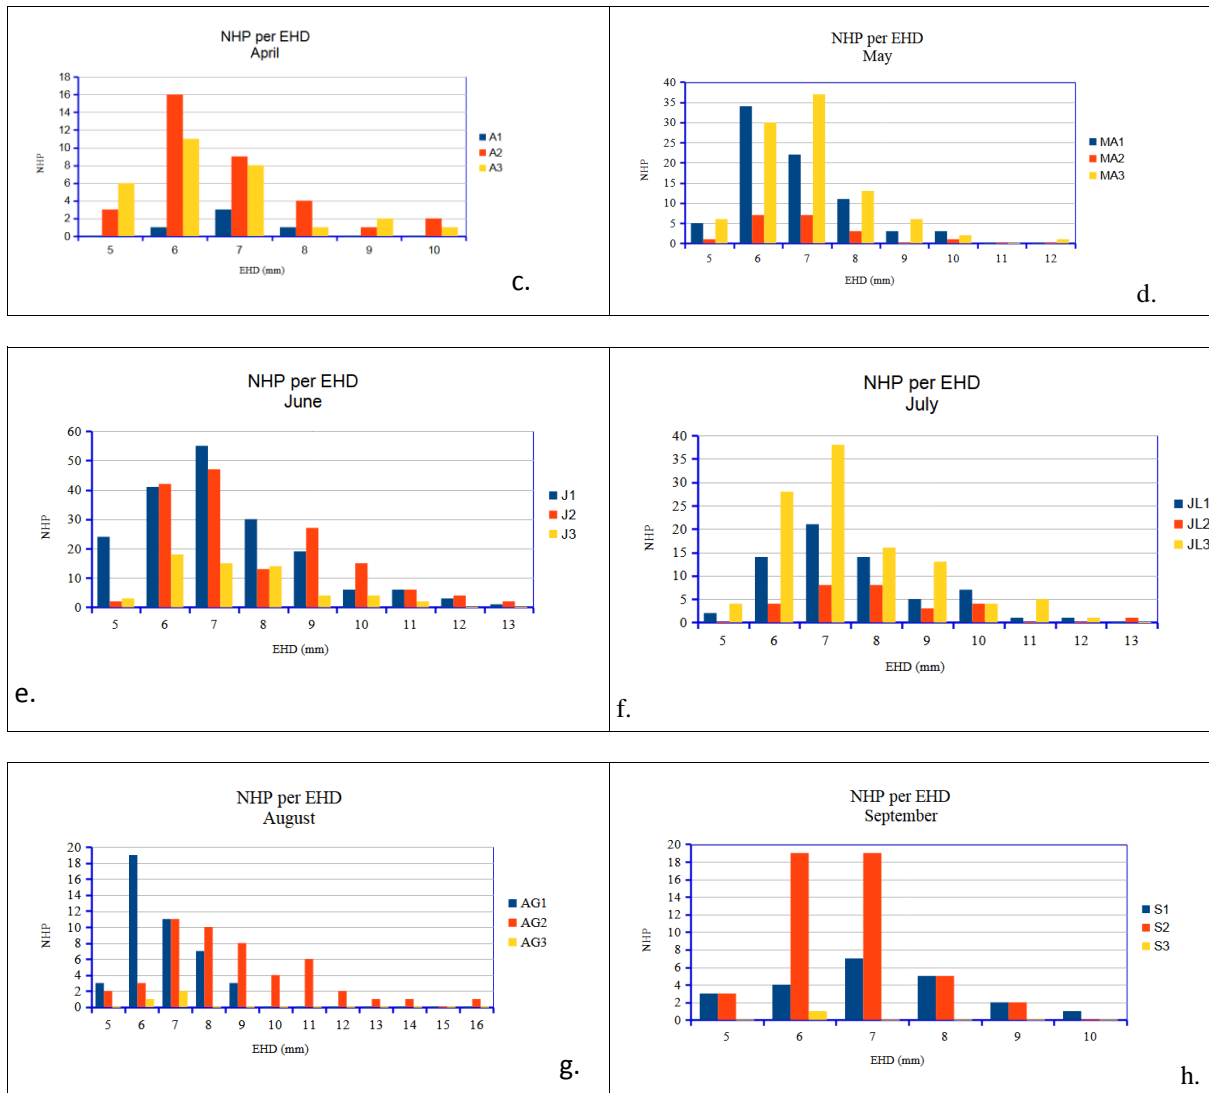 NHP per EHD
April
18
16
14
12
10
8
6
4
2
0
NHP
5 6 7 8 9 10
EHD (mm)
A1
A2
A3
c.
NHP per EHD
May
40
35
30
25
20
15
10
5
0
NHP
5 6 7 8 9 10 11 12
EHD (mm)
MA1
MA2
MA3
d.
NHP per EHD
June
60
50
40
30
20
10
0
NHP
5 6 7 8 9 10 11 12 13
EHD (mm)
J1
J2
J3
e.
NHP per EHD
July
40
35
30
25
20
15
10
5
0
NHP
5 6 7 8 9 10 11 12 13
EHD (mm)
JL1
JL2
JL3
f.
NHP per EHD
August
20
18
16
14
12
10
8
6
4
2
0
NHP
5 6 7 8 9 10 11 12 13 14 15 16
EHD (mm)
AG1
AG2
AG3
g.
NHP per EHD
September
20
18
16
14
12
10
8
6
4
2
0
NHP
5 6 7 8 9 10
EHD (mm)
S1
S2
S3
h.